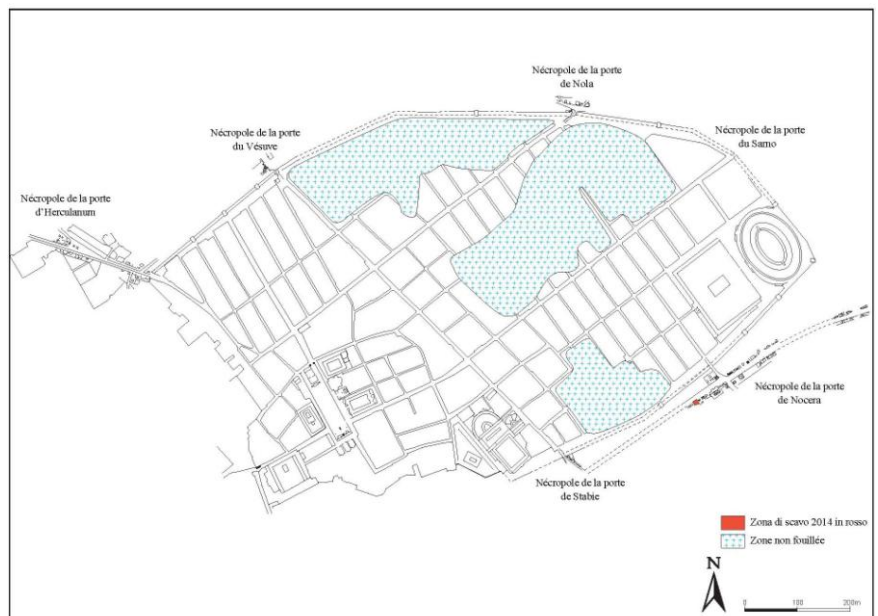 Nécropole de la porte
de Nola
Nécropole de la porte
du Vésuve
Nécropole de la porte
du Sarno
Nécropole de la porte
d'Herculanum
Nécropole de la porte
de Nocera
Nécropole de la porte
de Stabie
Zona di scavo 2014 in rosso
Zone non fouillée
N
0 100 200m